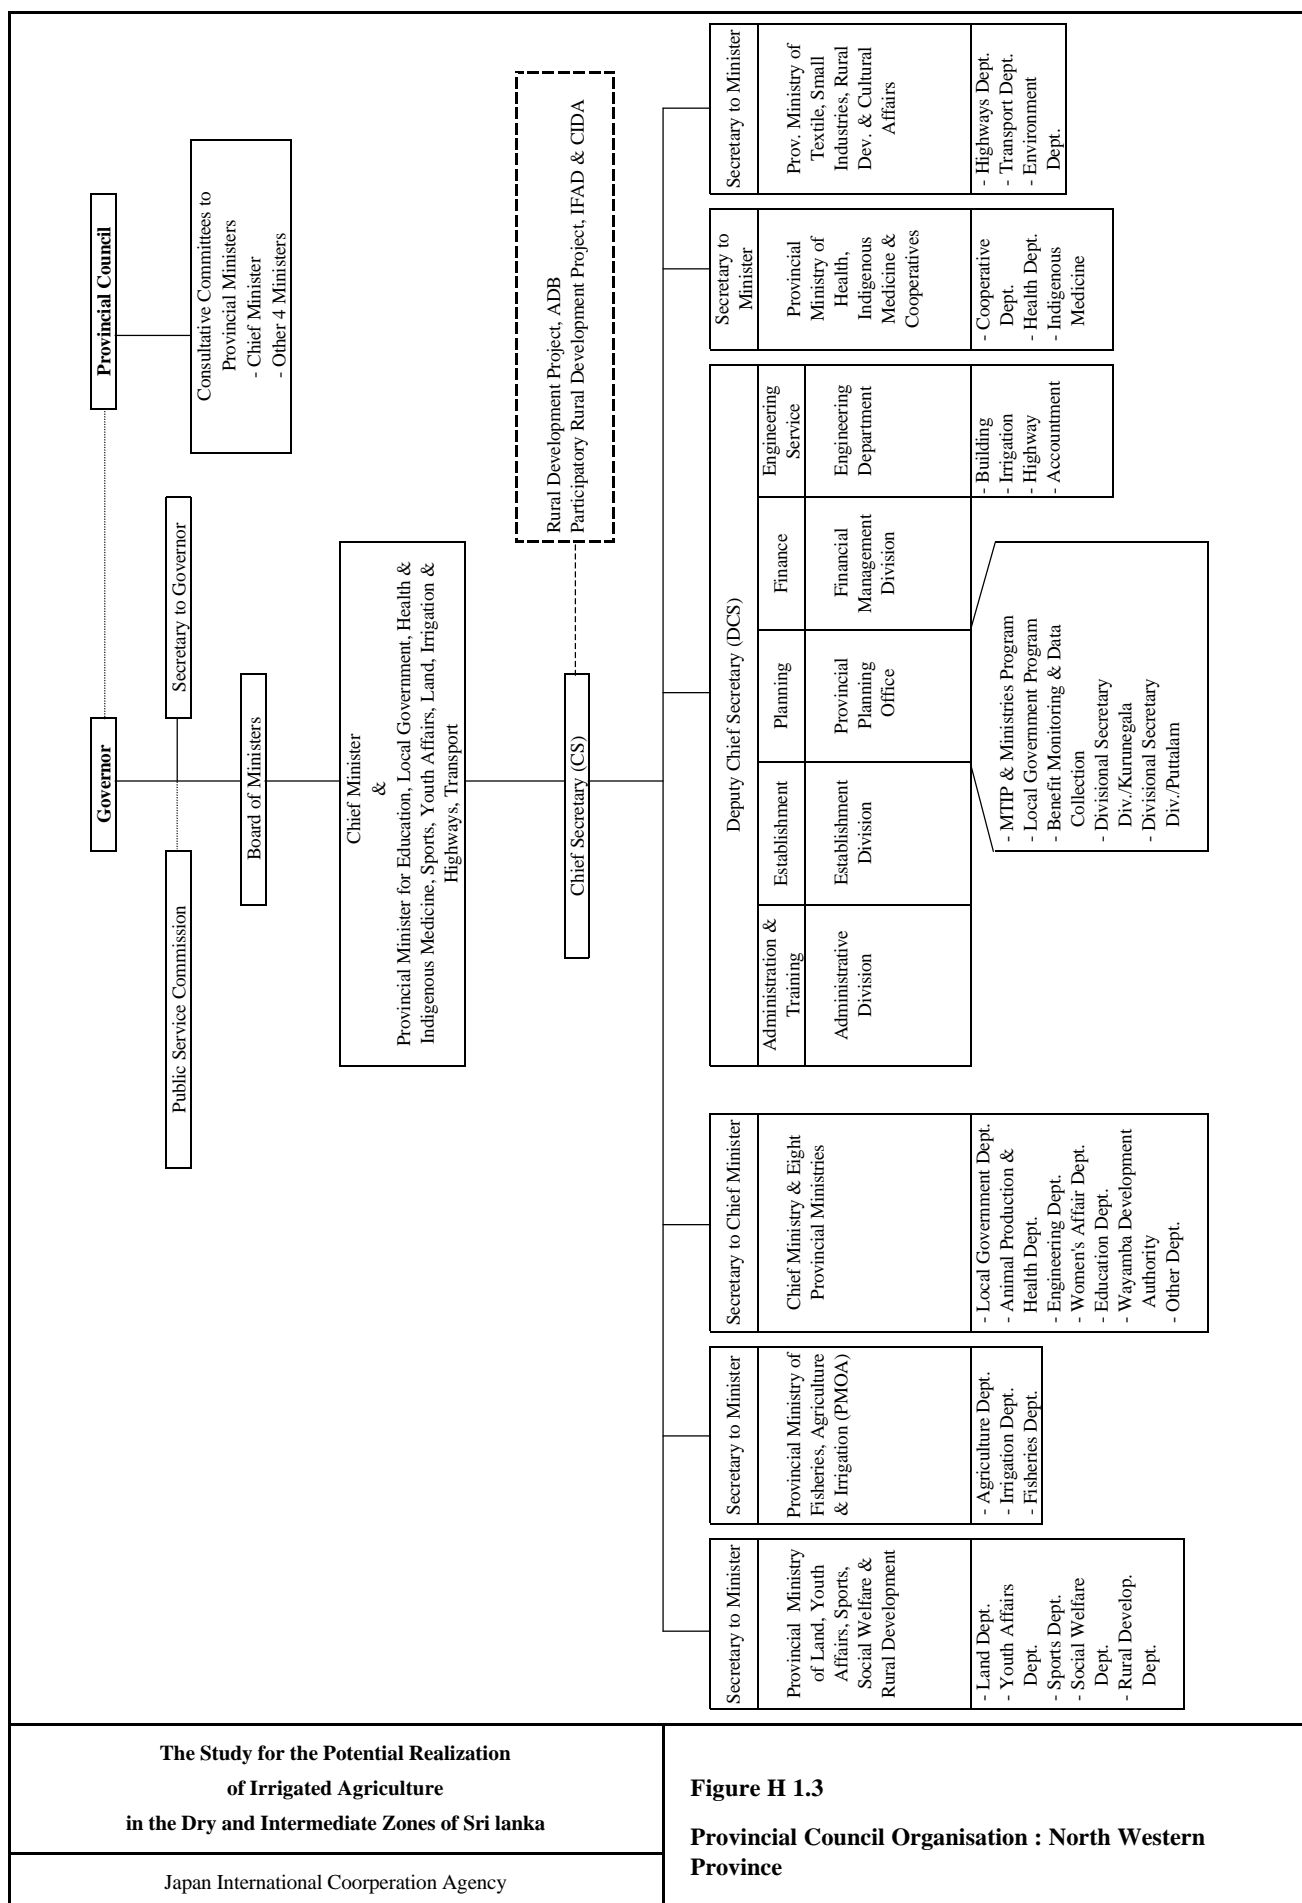 Governor
Provincial Council
Public Service Commission
Secretary to Governor
Consultative Committees to
Provincial Ministers
- Chief Minister
- Other 4 Ministers
Board of Ministers
Chief Minister
&
Provincial Minister for Education, Local Government, Health &
Indigenous Medicine, Sports, Youth Affairs, Land, Irrigation &
Highways, Transport
Chief Secretary (CS)
Rural Development Project, ADB
Participatory Rural Development Project, IFAD & CIDA
Secretary to Minister
Provincial Ministry
of Land, Youth
Affairs, Sports,
Social Welfare &
Rural Development
- Land Dept.
- Youth Affairs
Dept.
- Sports Dept.
- Social Welfare
Dept.
- Rural Develop.
Dept.
Secretary to Minister
Provincial Ministry of
Fisheries, Agriculture
& Irrigation (PMOA)
- Agriculture Dept.
- Irrigation Dept.
- Fisheries Dept.
Secretary to Chief Minister
Chief Ministry & Eight
Provincial Ministries
- Local Government Dept.
- Animal Production &
Health Dept.
- Engineering Dept.
- Women's Affair Dept.
- Education Dept.
- Wayamba Development
Authority
- Other Dept.
Deputy Chief Secretary (DCS)
Administration &
Training
Administrative
Division
Establishment
Establishment
Division
Planning
Provincial
Planning
Office
Finance
Financial
Management
Division
Engineering
Service
Engineering
Department
- MTIP & Ministries Program
- Local Government Program
- Benefit Monitoring & Data
Collection
- Divisional Secretary
Div./Kurunegala
- Divisional Secretary
Div./Puttalam
- Building
- Irrigation
- Highway
- Accountment
Secretary to
Minister
Provincial
Ministry of
Health,
Indigenous
Medicine &
Cooperatives
- Cooperative
Dept.
- Health Dept.
- Indigenous
Medicine
Secretary to Minister
Prov. Ministry of
Textile, Small
Industries, Rural
Dev. & Cultural
Affairs
- Highways Dept.
- Transport Dept.
- Environment
Dept.
The Study for the Potential Realization
of Irrigated Agriculture
in the Dry and Intermediate Zones of Sri lanka
Japan International Coorperation Agency
Figure H 1.3
Provincial Council Organisation : North Western
Province